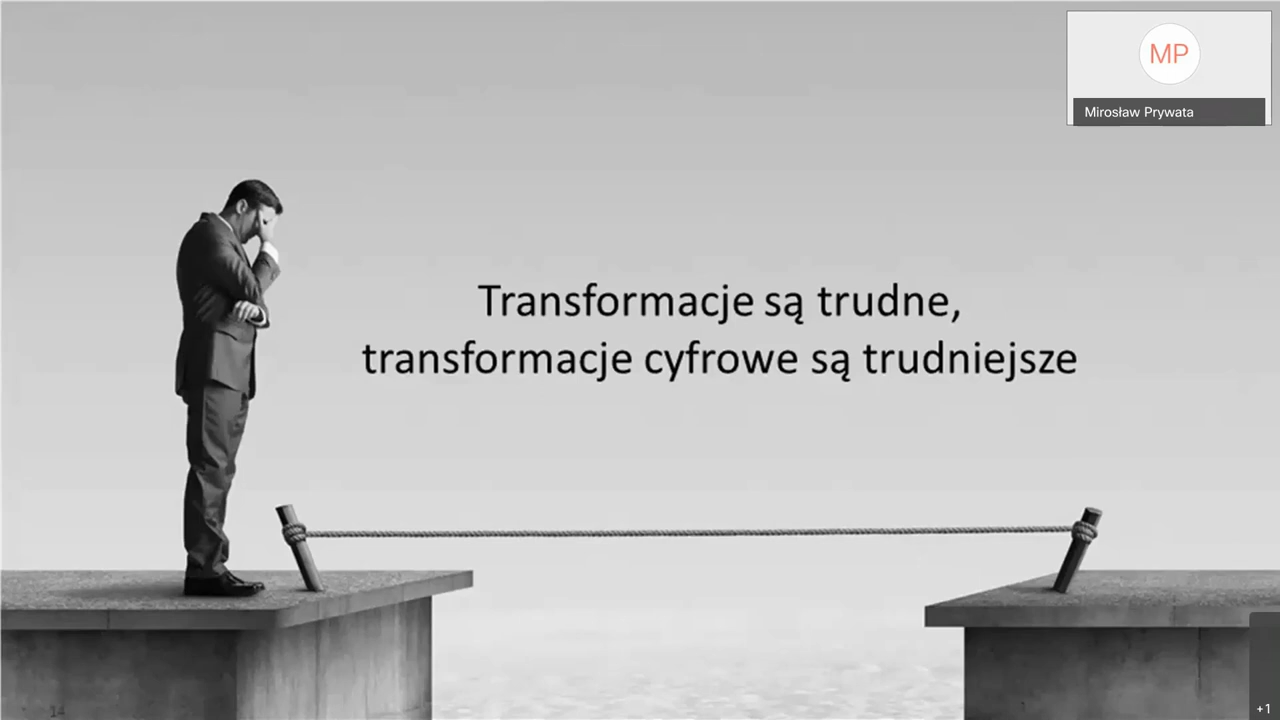 MP
Mirosław Prywata
Transformacje są trudne,
transformacje cyfrowe są trudniejsze
14
+1